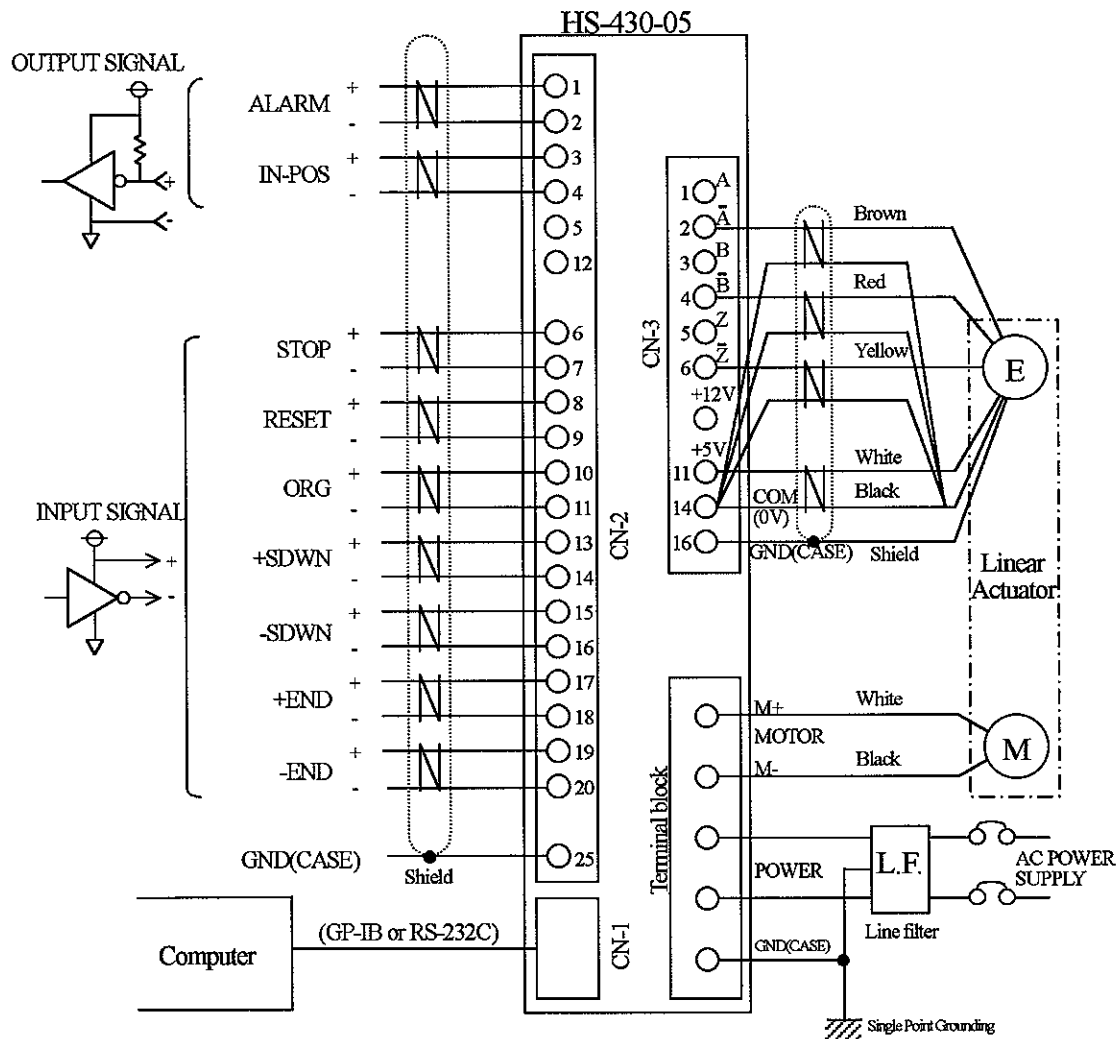 HS-430-05
OUTPUT SIGNAL
+
-
ALARM
+
-
IN-POS
+
-
1
2
3
4
5
12
STOP
+
-
6
7
RESET
+
-
8
9
ORG
+
-
10
11
INPUT SIGNAL
+
-
+SDWN
+
-
13
14
-SDWN
+
-
15
16
+END
+
-
17
18
-END
+
-
19
20
GND(CASE)
Shield
25
CN-2
Computer
(GP-IB or RS-232C)
CN-1
CN-3
1 A
2 A̅
3 B
4 B̅
5 Z
6 Z̅
+12V
+5V
11
14
16
Brown
Red
Yellow
White
COM
(0V)
Black
GND(CASE)
Shield
E
Linear
Actuator
M
Terminal block
M+
White
MOTOR
M-
Black
POWER
L.F.
AC POWER
SUPPLY
Line filter
GND(CASE)
Single Point Grounding